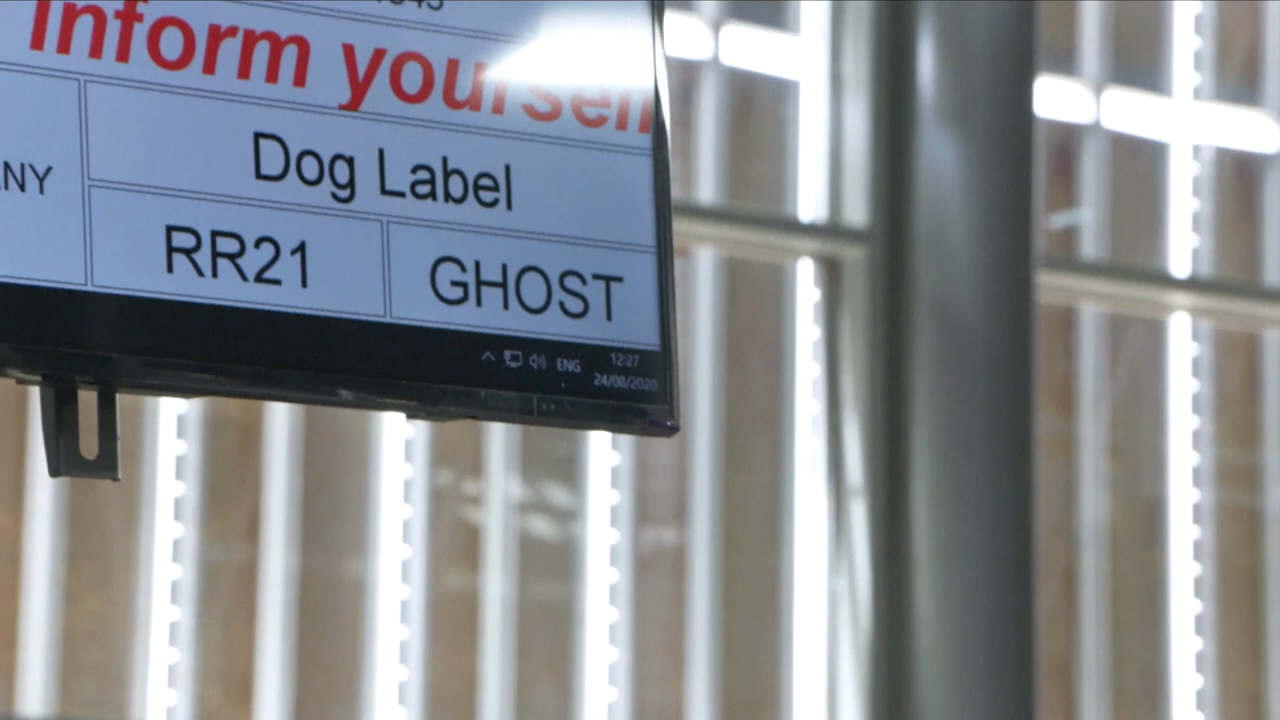 Inform yourself
Dog Label
NY
RR21
GHOST
ENG
12:27
24/08/2020